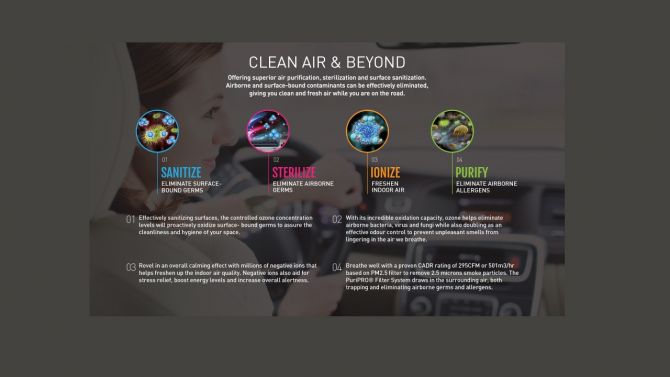 CLEAN AIR & BEYOND
Offering superior air purification, sterilization and surface sanitization.
Airborne and surface-bound contaminants can be effectively eliminated,
giving you clean and fresh air while you are on the road.
01
SANITIZE
ELIMINATE SURFACE-
BOUND GERMS
02
STERILIZE
ELIMINATE AIRBORNE
GERMS
03
IONIZE
FRESHEN
INDOOR AIR
04
PURIFY
ELIMINATE AIRBORNE
ALLERGENS
01 Effectively sanitizing surfaces, the controlled ozone concentration
levels will proactively oxidize surface- bound germs to assure the
cleanliness and hygiene of your space.
02 With its incredible oxidation capacity, ozone helps eliminate
airborne bacteria, virus and fungi while also doubling as an
effective odour control to prevent unpleasant smells from
lingering in the air we breathe.
03 Revel in an overall calming effect with millions of negative ions that
helps freshen up the indoor air quality. Negative ions also aid for
stress relief, boost energy levels and increase overall alertness.
04 Breathe well with a proven CADR rating of 295CFM or 501m3/hr
based on PM2.5 filter to remove 2.5 microns smoke particles. The
PuriPRO® Filter System draws in the surrounding air, both
trapping and eliminating airborne germs and allergens.